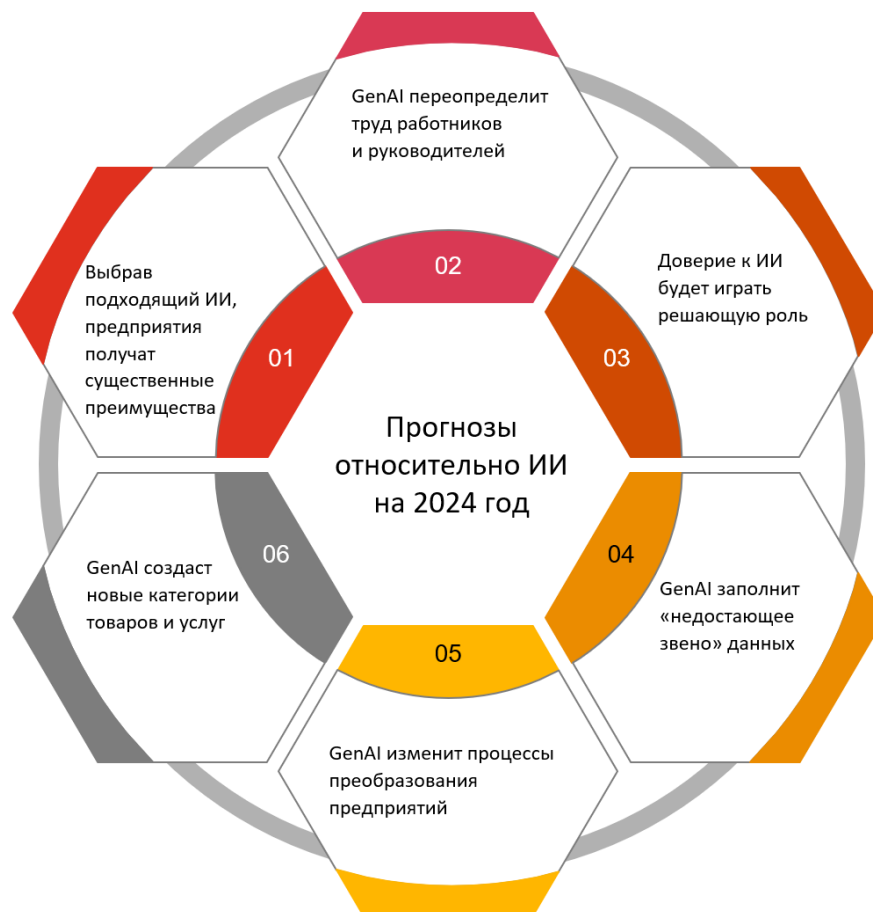 Прогнозы
относительно ИИ
на 2024 год
01
Выбрав
подходящий ИИ,
предприятия
получат
существенные
преимущества
02
GenAI переопределит
труд работников
и руководителей
03
Доверие к ИИ
будет играть
решающую роль
04
GenAI заполнит
«недостающее
звено» данных
05
GenAI изменит процессы
преобразования
предприятий
06
GenAI создаст
новые категории
товаров и услуг